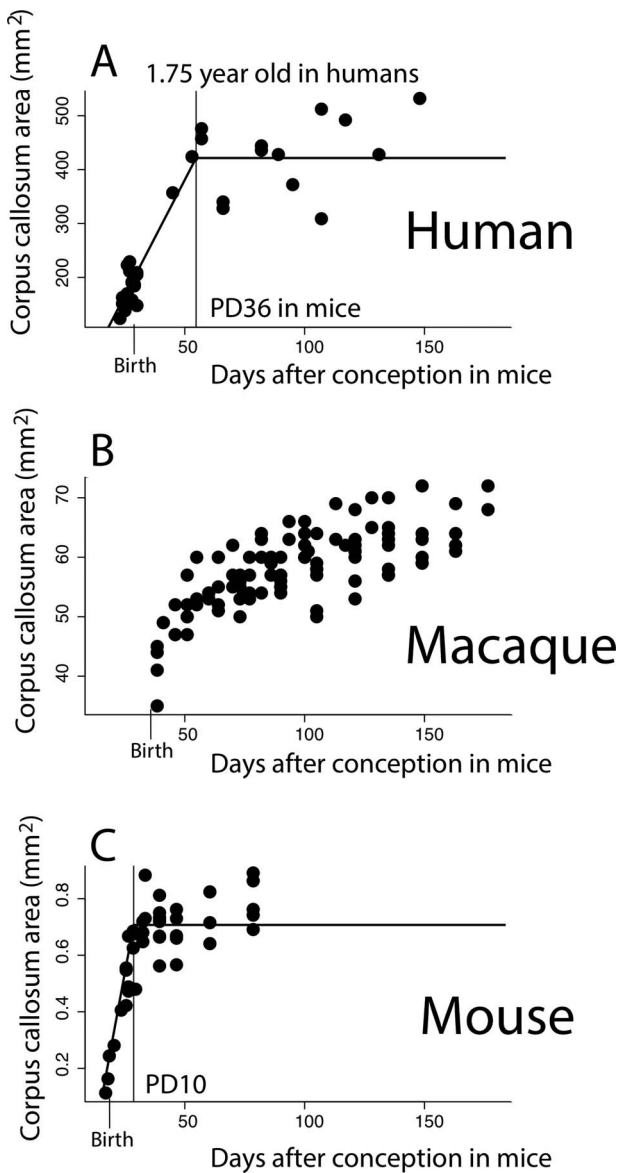 A
1.75 year old in humans
Corpus callosum area (mm²)
500
400
300
200
Human
PD36 in mice
50
100
150
Birth
Days after conception in mice
B
Corpus callosum area (mm²)
70
60
50
40
Macaque
50
100
150
Birth
Days after conception in mice
C
Corpus callosum area (mm²)
0.8
0.6
0.4
0.2
Mouse
PD10
50
100
150
Birth
Days after conception in mice